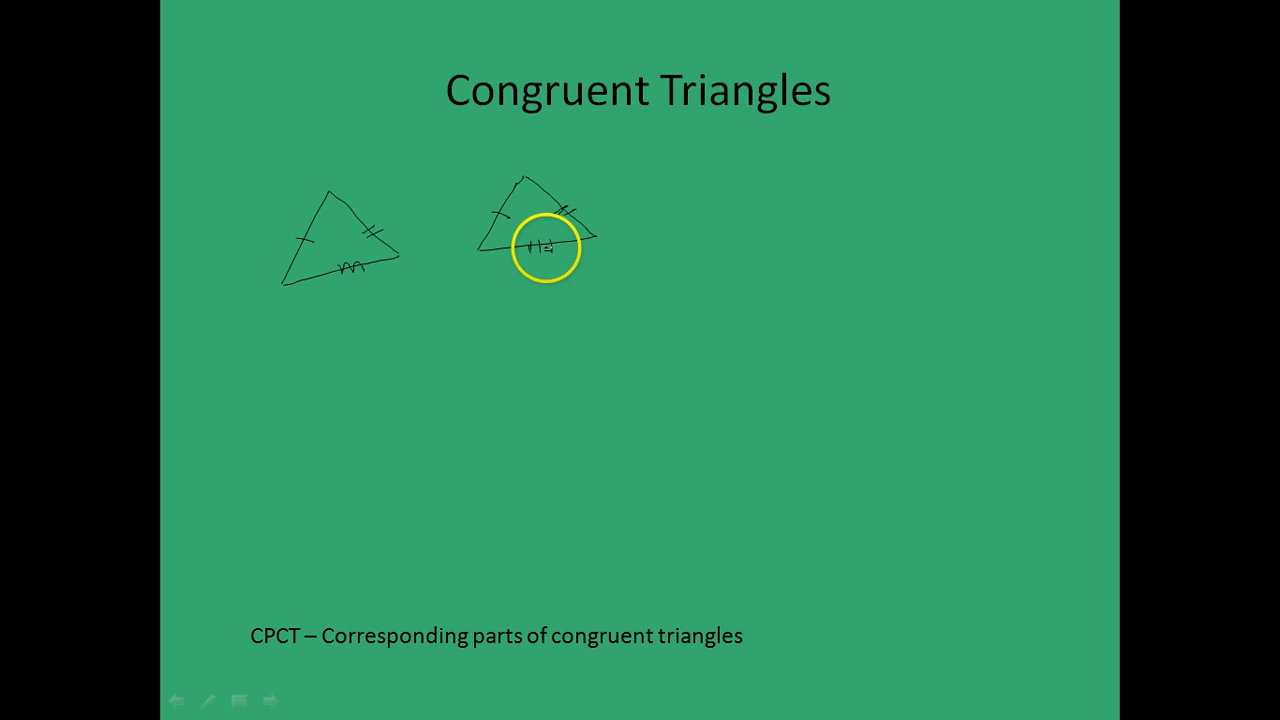 Congruent Triangles
CPCT – Corresponding parts of congruent triangles